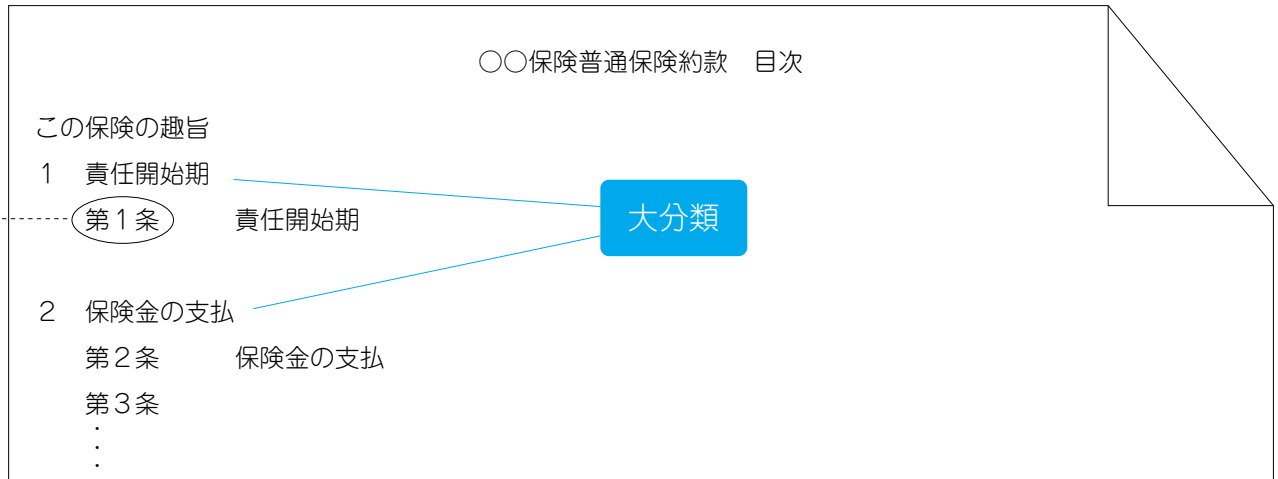 ○○保険普通保険約款　目次
この保険の趣旨
１　責任開始期
第１条　責任開始期
大分類
２　保険金の支払
第２条　保険金の支払
第３条